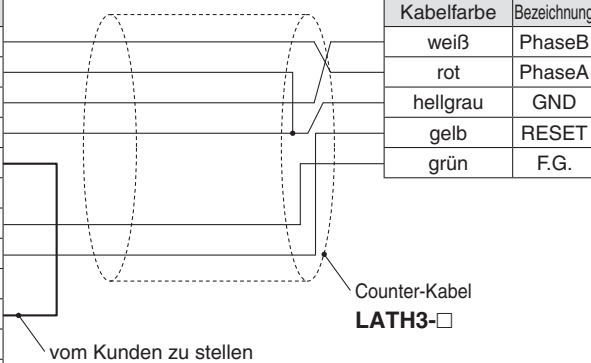 Kabelfarbe Bezeichnung
weiß PhaseB
rot PhaseA
hellgrau GND
gelb RESET
grün F.G.
Counter-Kabel
LATH3-□
vom Kunden zu stellen